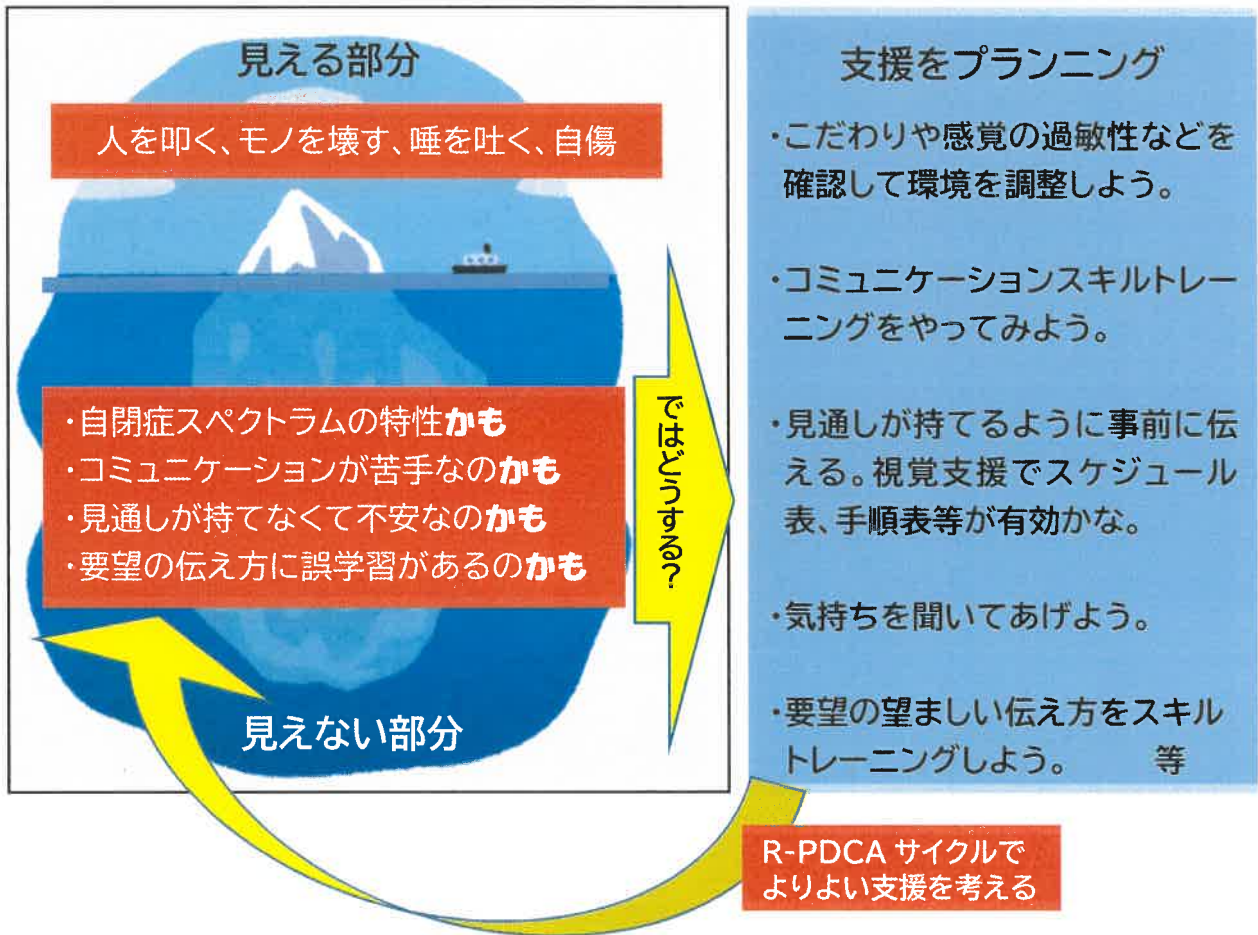 見える部分
人を叩く、モノを壊す、唾を吐く、自傷
・自閉症スペクトラムの特性かも
・コミュニケーションが苦手なのかも
・見通しが持てなくて不安なのかも
・要望の伝え方に誤学習があるのかも
見えない部分
ではどうする?
支援をプランニング
・こだわりや感覚の過敏性などを
確認して環境を調整しよう。
・コミュニケーションスキルトレー
ニングをやってみよう。
・見通しが持てるように事前に伝
える。視覚支援でスケジュール
表、手順表等が有効かな。
・気持ちを聞いてあげよう。
・要望の望ましい伝え方をスキル
トレーニングしよう。 等
R-PDCA サイクルで
よりよい支援を考える